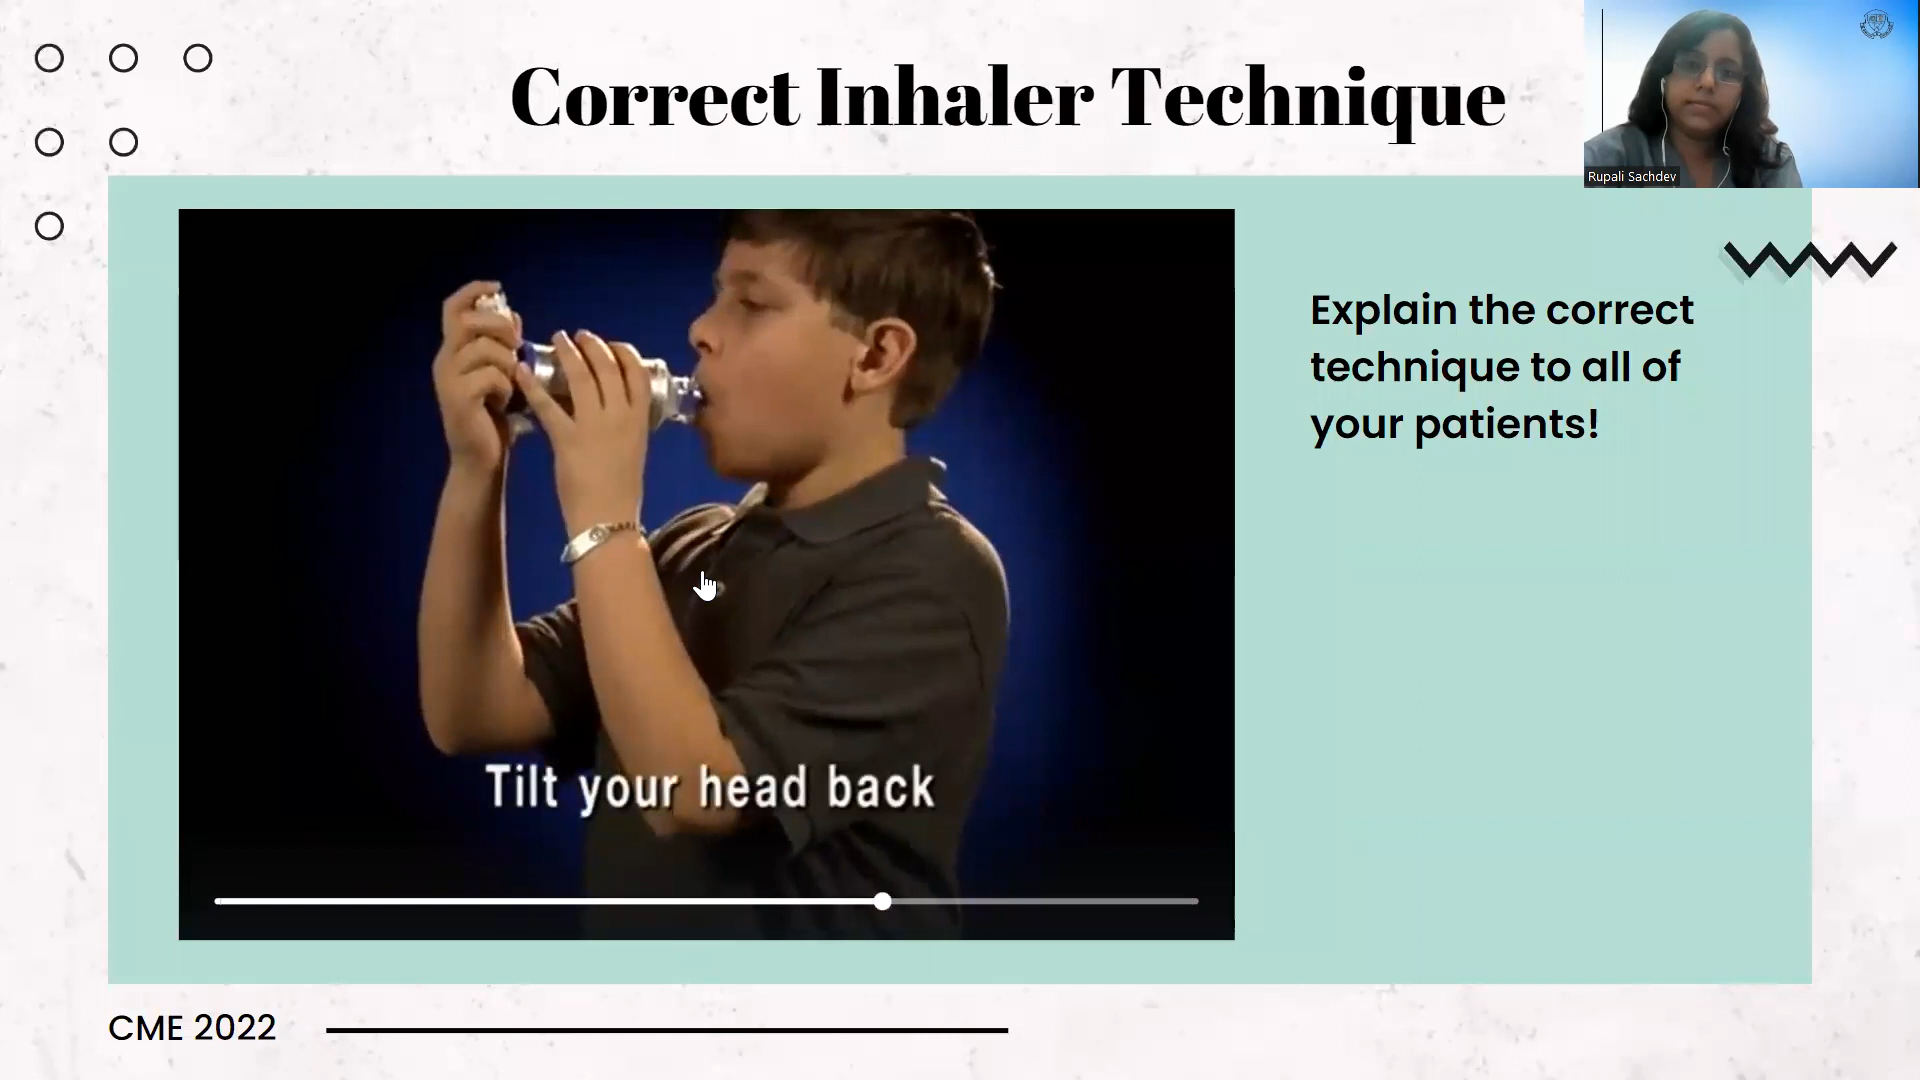 Correct Inhaler Technique
Rupali Sachdev
Explain the correct
technique to all of
your patients!
Tilt your head back
CME 2022